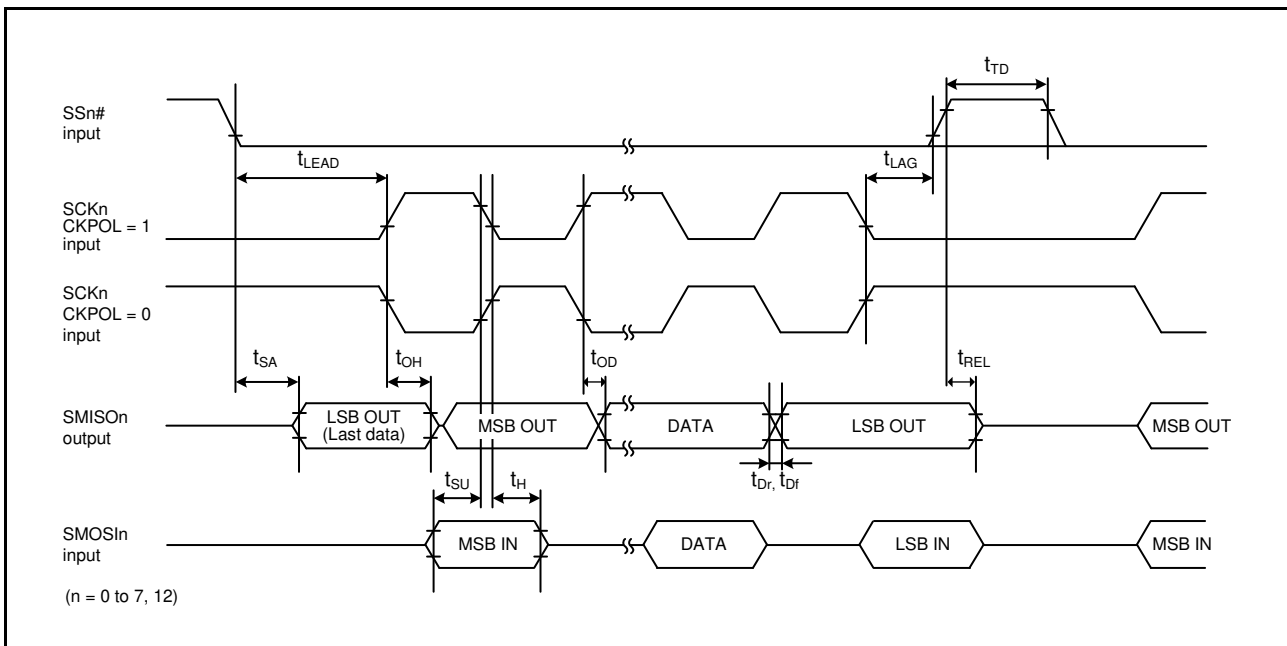 tTD
SSn#
input
tLEAD
tLAG
SCKn
CKPOL = 1
input
SCKn
CKPOL = 0
input
tSA
tOH
tOD
tREL
SMISOn
output
LSB OUT
(Last data)
MSB OUT
DATA
LSB OUT
MSB OUT
tSU
tH
tDr, tDf
SMOSIn
input
MSB IN
DATA
LSB IN
MSB IN
(n = 0 to 7, 12)